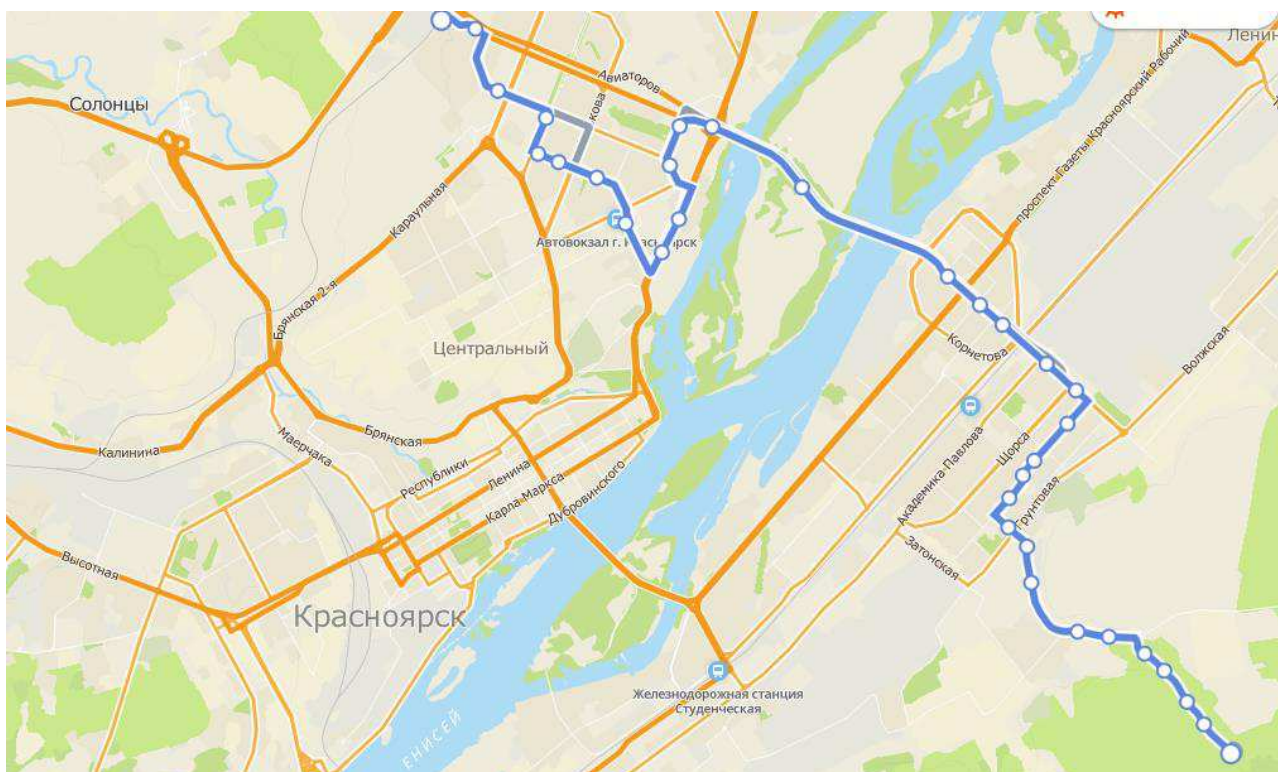 Ленин
Авиаторов
Солонцы
кова
проспект Газеты Красноярский Рабочий
Караульная
Автовокзал г. Красноярск
Брянская 2-я
Центральный
Корнетова
Волжская
Брянская
Калинина
Маерчака
Республики
Ленина
Карла Маркса
Дубровинского
Щорса
Академика Павлова
Грунтовая
Затонская
Высотная
Красноярск
Железнодорожная станция
Студенческая
ЕНИСЕЙ